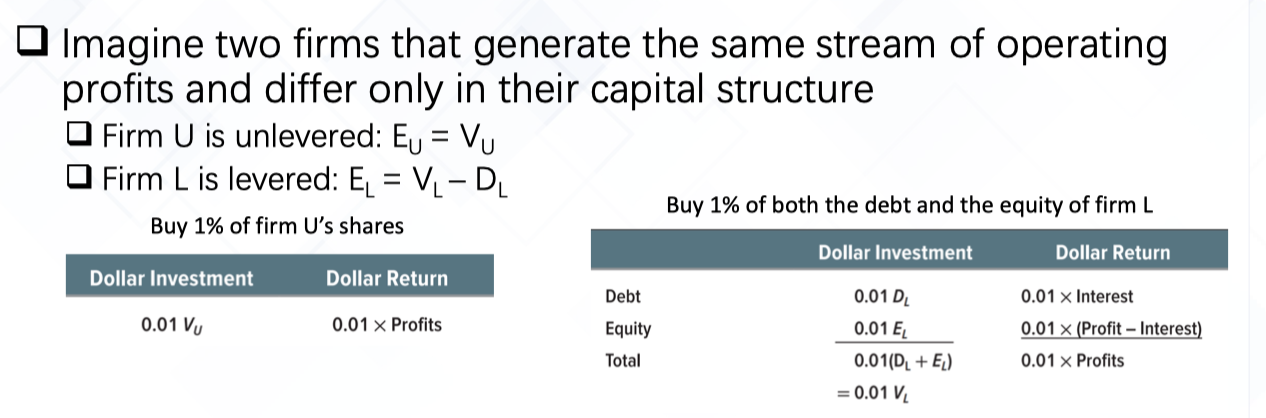 ❑ Imagine two firms that generate the same stream of operating
profits and differ only in their capital structure
❑ Firm U is unlevered: E_U = V_U
❑ Firm L is levered: E_L = V_L – D_L
Buy 1% of firm U's shares
Dollar Investment Dollar Return
0.01 V_U 0.01 × Profits
Buy 1% of both the debt and the equity of firm L
Dollar Investment Dollar Return
Debt 0.01 D_L 0.01 × Interest
Equity 0.01 E_L 0.01 × (Profit – Interest)
Total 0.01(D_L + E_L) 0.01 × Profits
= 0.01 V_L